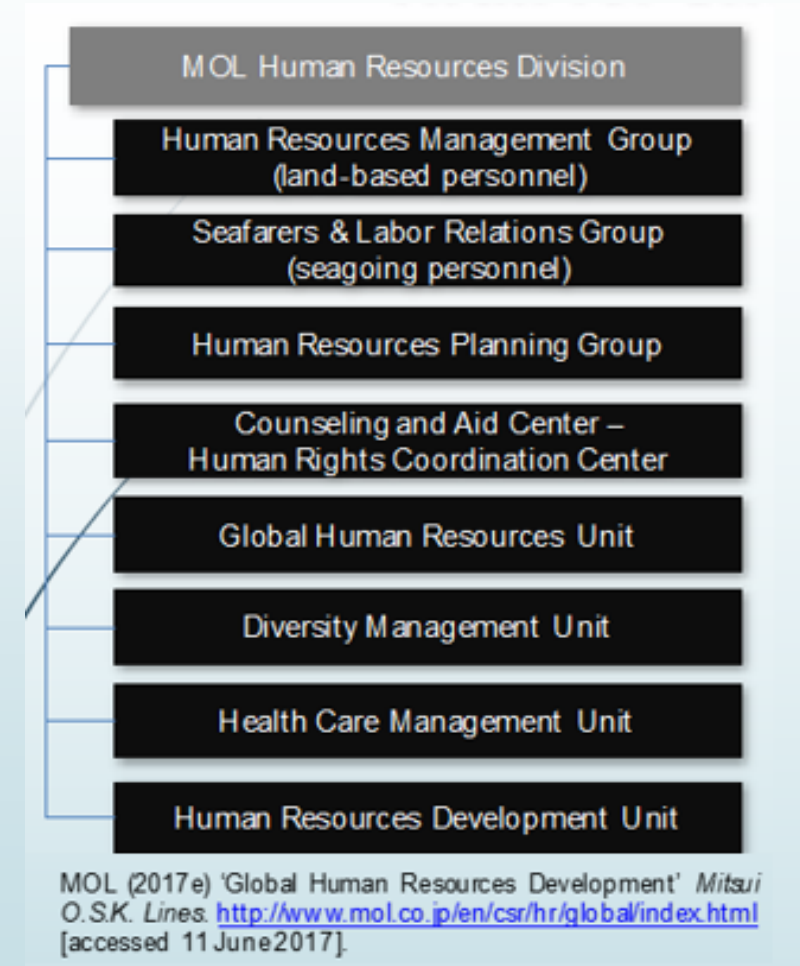 MOL Human Resources Division
Human Resources Management Group
(land-based personnel)
Seafarers & Labor Relations Group
(seagoing personnel)
Human Resources Planning Group
Counseling and Aid Center –
Human Rights Coordination Center
Global Human Resources Unit
Diversity Management Unit
Health Care Management Unit
Human Resources Development Unit
MOL (2017e) ‘Global Human Resources Development’ Mitsui
O.S.K. Lines. http://www.mol.co.jp/en/csr/hr/global/index.html
[accessed 11 June 2017].